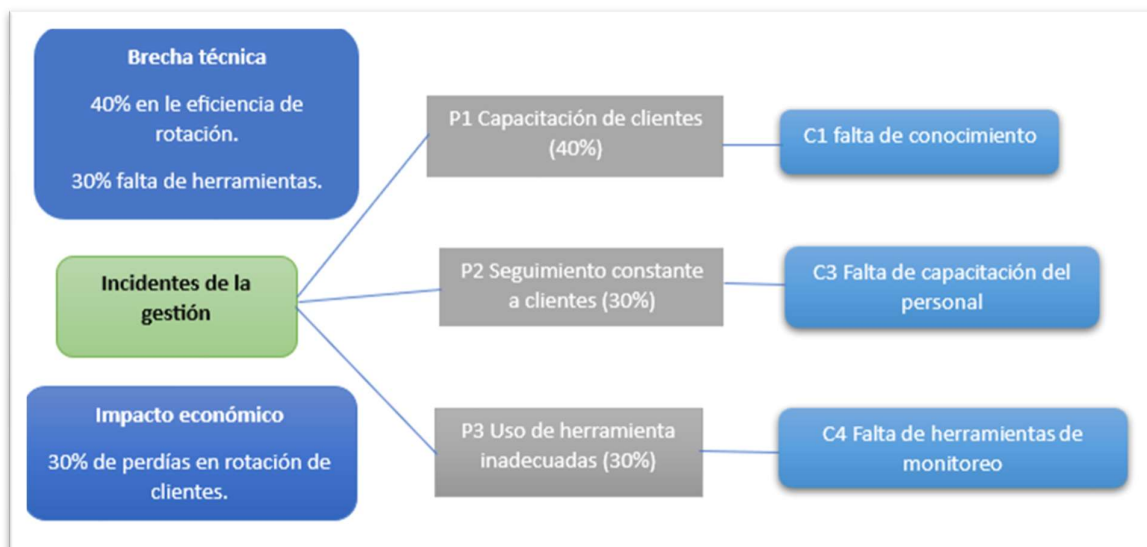 Brecha técnica
40% en le eficiencia de
rotación.
30% falta de herramientas.
Incidentes de la
gestión
Impacto económico
30% de perdías en rotación de
clientes.
P1 Capacitación de clientes
(40%)
P2 Seguimiento constante
a clientes (30%)
P3 Uso de herramienta
inadecuadas (30%)
C1 falta de conocimiento
C3 Falta de capacitación del
personal
C4 Falta de herramientas de
monitoreo